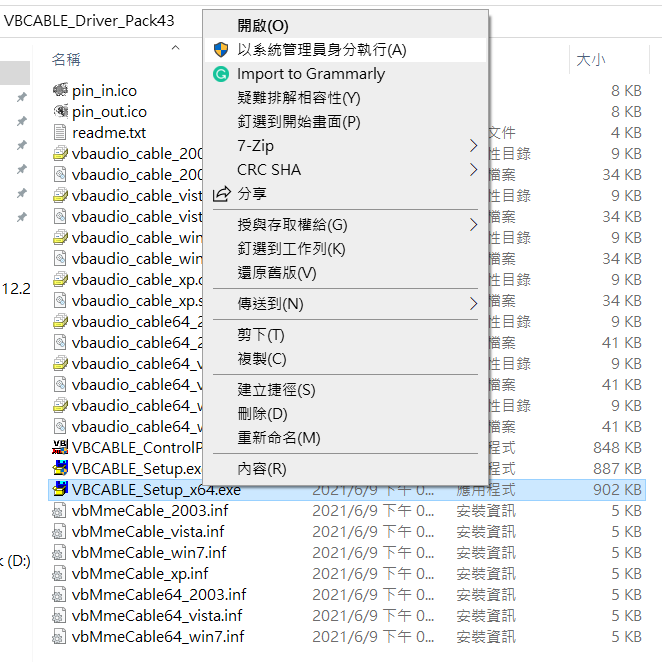 VBCABLE_Driver_Pack43
名稱
大小
pin_in.ico 8 KB
pin_out.ico 8 KB
readme.txt 文件 4 KB
vbaudio_cable_200 性目錄 9 KB
vbaudio_cable_200 檔案 34 KB
vbaudio_cable_vist 性目錄 9 KB
vbaudio_cable_vist 檔案 34 KB
vbaudio_cable_win 性目錄 9 KB
vbaudio_cable_win 檔案 34 KB
vbaudio_cable_xp.c 性目錄 9 KB
vbaudio_cable_xp.s 檔案 34 KB
vbaudio_cable64_2 性目錄 9 KB
vbaudio_cable64_2 檔案 41 KB
vbaudio_cable64_v 性目錄 9 KB
vbaudio_cable64_v 檔案 41 KB
vbaudio_cable64_w 性目錄 9 KB
vbaudio_cable64_w 檔案 41 KB
VBCABLE_ControlP 程式 848 KB
VBCABLE_Setup.ex 程式 887 KB
VBCABLE_Setup_x64.exe 2021/6/9 下午 0... 應用程式 902 KB
vbMmeCable_2003.inf 2021/6/9 下午 0... 安裝資訊 5 KB
vbMmeCable_vista.inf 2021/6/9 下午 0... 安裝資訊 5 KB
vbMmeCable_win7.inf 2021/6/9 下午 0... 安裝資訊 5 KB
vbMmeCable_xp.inf 2021/6/9 下午 0... 安裝資訊 5 KB
vbMmeCable64_2003.inf 2021/6/9 下午 0... 安裝資訊 5 KB
vbMmeCable64_vista.inf 2021/6/9 下午 0... 安裝資訊 5 KB
vbMmeCable64_win7.inf 2021/6/9 下午 0... 安裝資訊 5 KB
開啟(O)
以系統管理員身分執行(A)
Import to Grammarly
疑難排解相容性(Y)
釘選到開始畫面(P)
7-Zip
CRC SHA
分享
授與存取權給(G)
釘選到工作列(K)
還原舊版(V)
傳送到(N)
剪下(T)
複製(C)
建立捷徑(S)
刪除(D)
重新命名(M)
內容(R)
12.2
(D:)